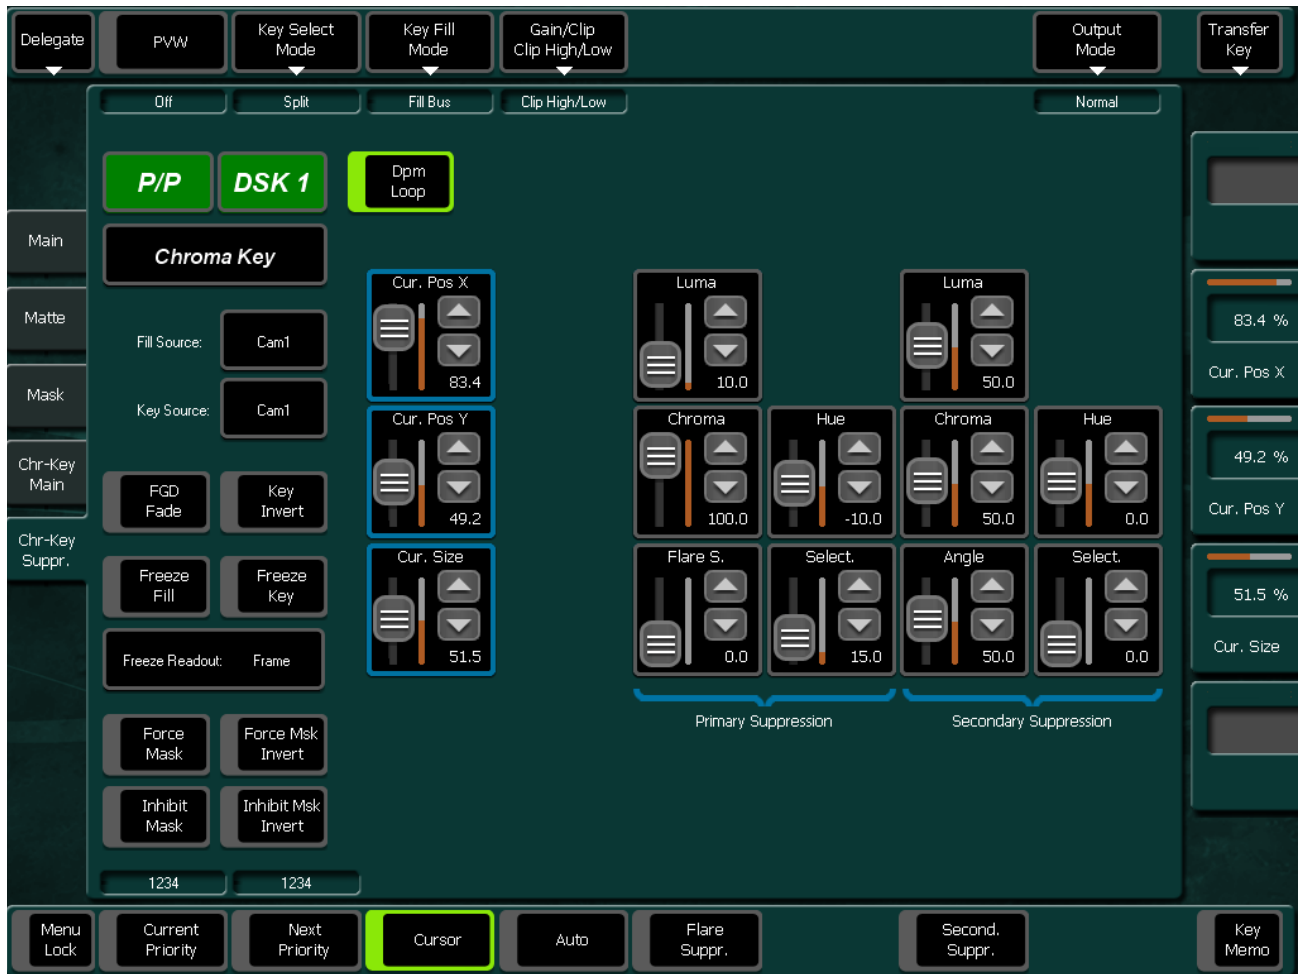 Delegate
PVW
Key Select
Mode
Key Fill
Mode
Gain/Clip
Clip High/Low
Output
Mode
Transfer
Key
Off
Split
Fill Bus
Clip High/Low
Normal
P/P
DSK 1
Dpm
Loop
Main
Matte
Mask
Chr-Key
Main
Chr-Key
Suppr.
Chroma Key
Fill Source:
Cam1
Key Source:
Cam1
FGD
Fade
Key
Invert
Freeze
Fill
Freeze
Key
Freeze Readout: Frame
Force
Mask
Force Msk
Invert
Inhibit
Mask
Inhibit Msk
Invert
1234
1234
Cur. Pos X
83.4
Cur. Pos Y
49.2
Cur. Size
51.5
Luma
10.0
Chroma
100.0
Hue
-10.0
Flare S.
0.0
Select.
15.0
Primary Suppression
Luma
50.0
Chroma
50.0
Hue
0.0
Angle
50.0
Select.
0.0
Secondary Suppression
83.4 %
Cur. Pos X
49.2 %
Cur. Pos Y
51.5 %
Cur. Size
Menu
Lock
Current
Priority
Next
Priority
Cursor
Auto
Flare
Suppr.
Second.
Suppr.
Key
Memo